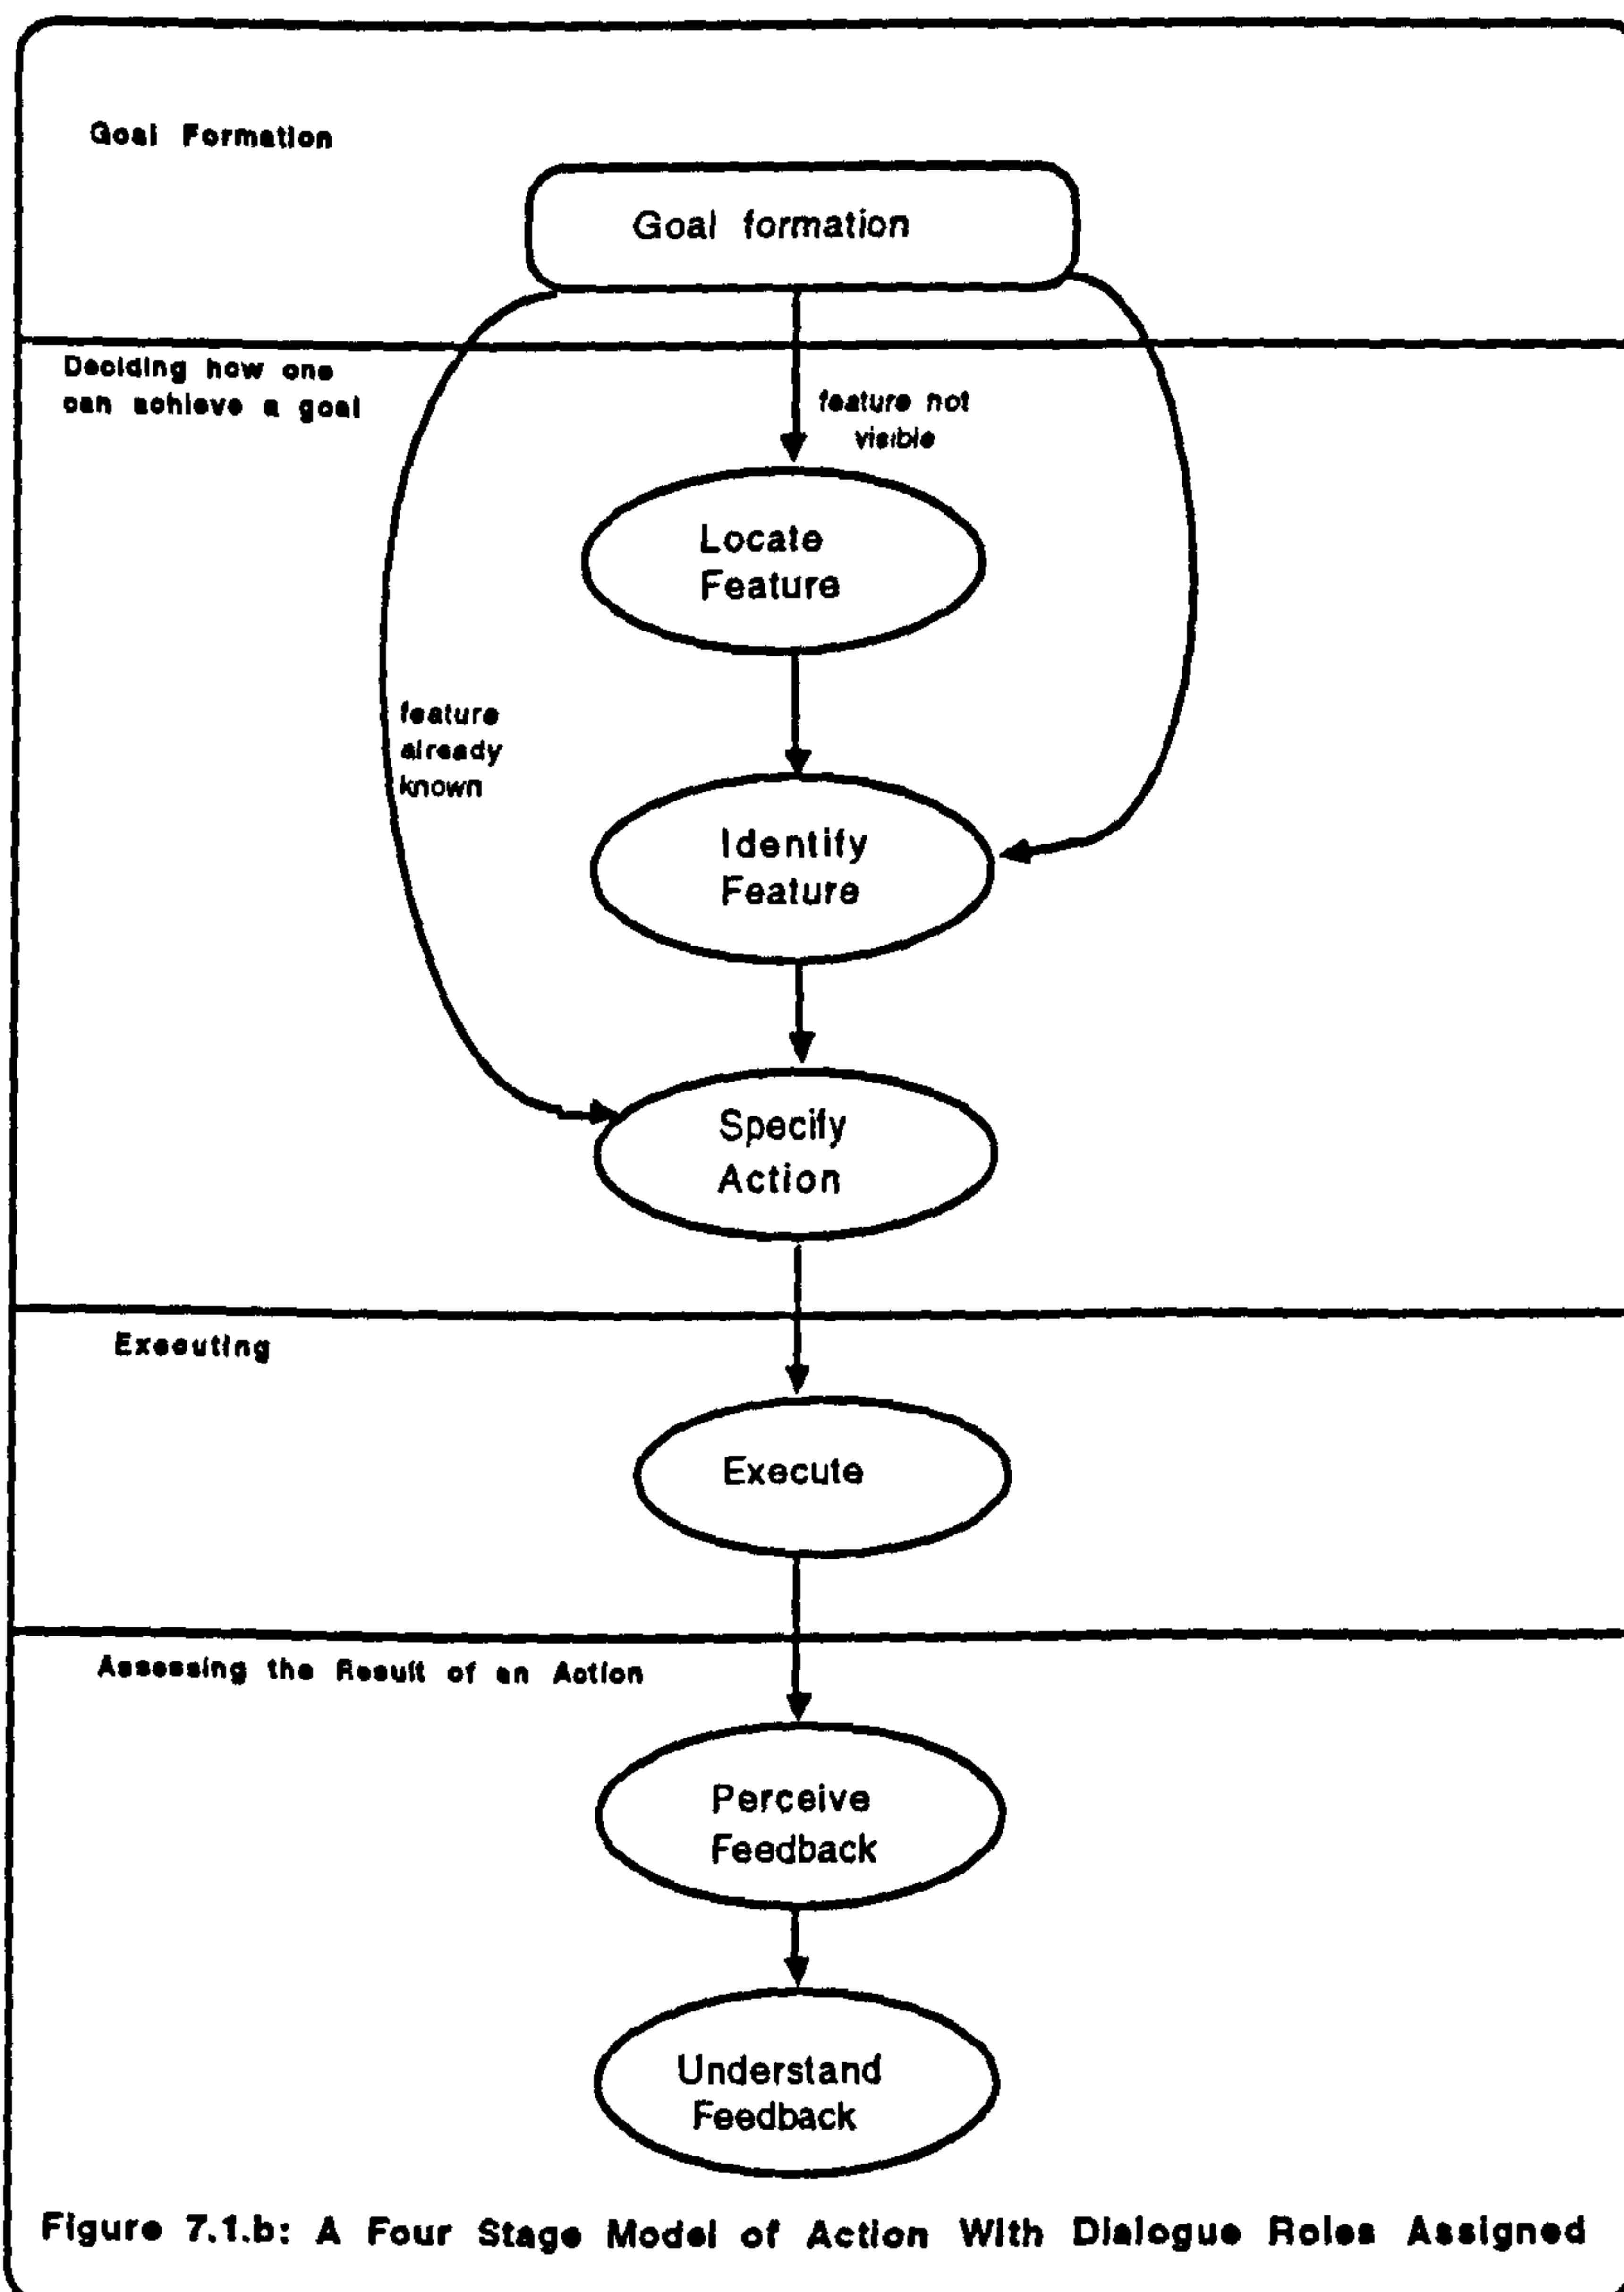 Goal Formation
Goal formation
Deciding how one
can achieve a goal
feature not
visible
Locate
Feature
feature
already
known
Identify
Feature
Specify
Action
Executing
Execute
Assessing the Result of an Action
Perceive
Feedback
Understand
Feedback
Figure 7.1.b: A Four Stage Model of Action With Dialogue Roles Assigned